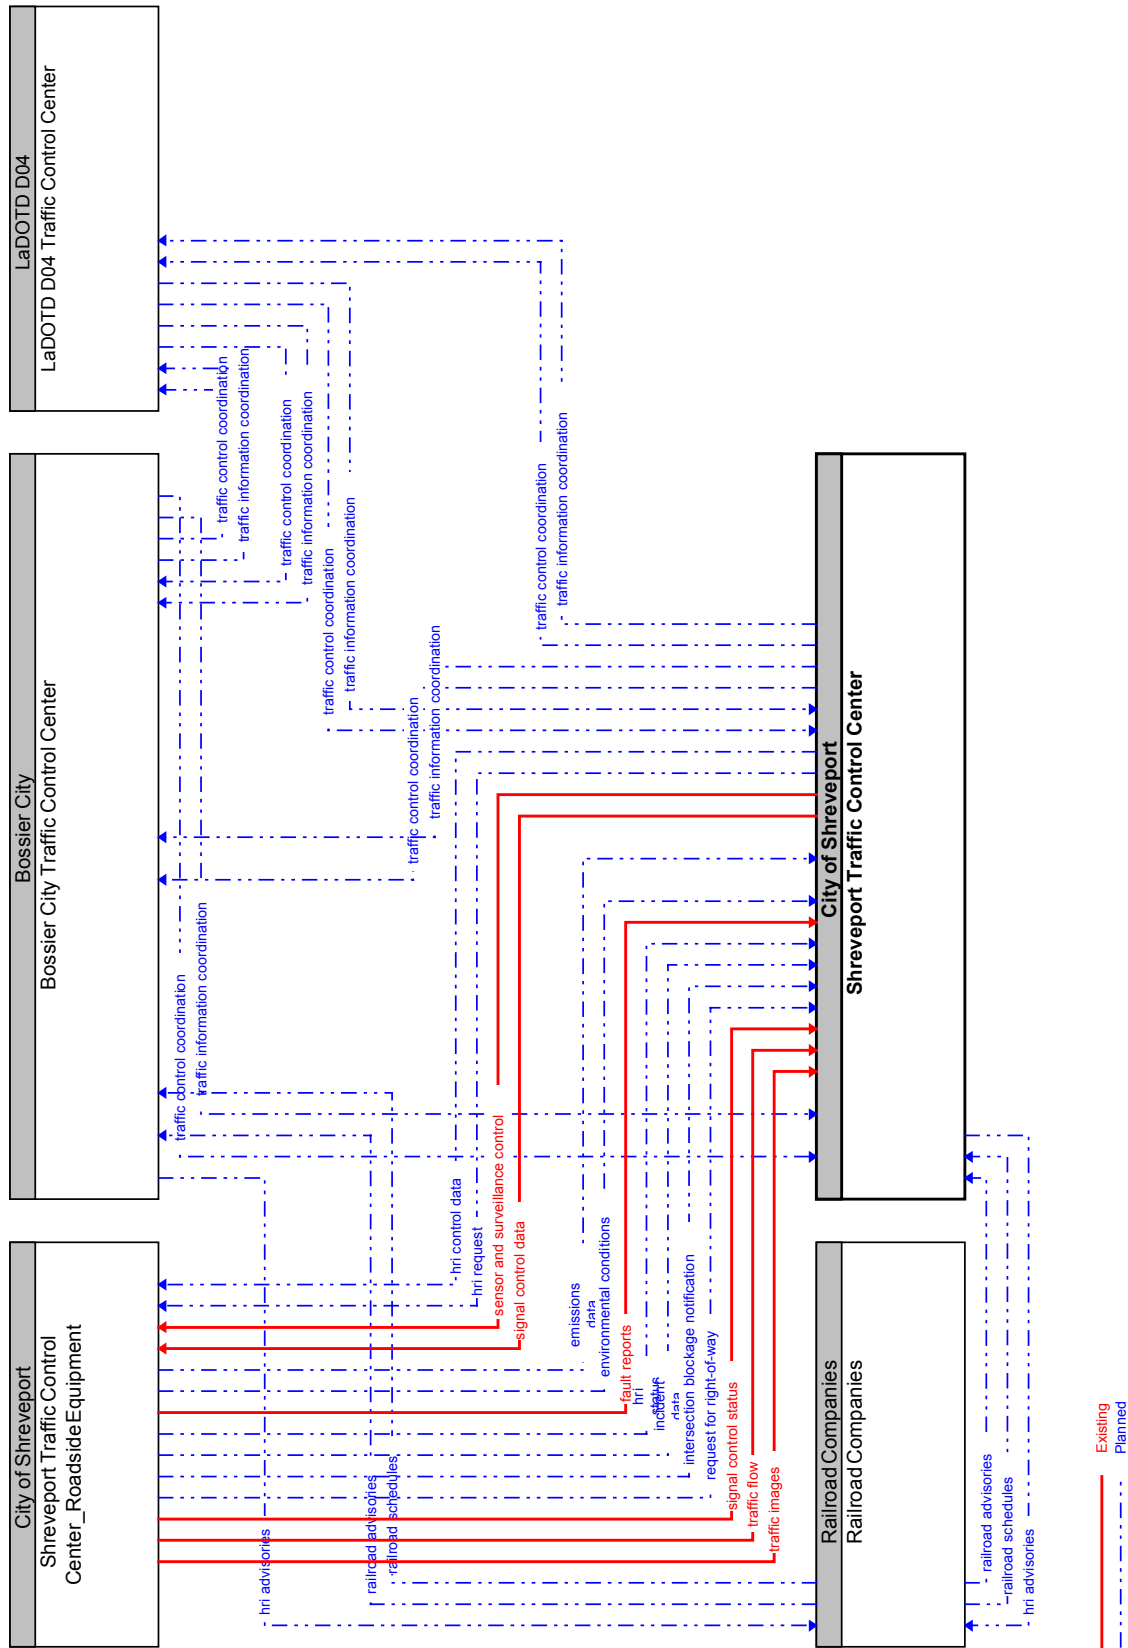 City of Shreveport
Shreveport Traffic Control
Center_RoadsideEquipment
Bossier City
Bossier City Traffic Control Center
LaDOTD D04
LaDOTD D04 Traffic Control Center
traffic control coordination
traffic information coordination
traffic control coordination
traffic information coordination
traffic control coordination
traffic information coordination
traffic control coordination
traffic information coordination
traffic control coordination
traffic information coordination
traffic control coordination
traffic information coordination
hri advisories
railroad advisories
railroad schedules
hri control data
hri request
sensor and surveillance control
signal control data
emissions
data
environmental conditions
fault reports
hri
status
incident
data
intersection blockage notification
request for right-of-way
signal control status
traffic flow
traffic images
Railroad Companies
Railroad Companies
City of Shreveport
Shreveport Traffic Control Center
railroad advisories
railroad schedules
hri advisories
Existing
Planned